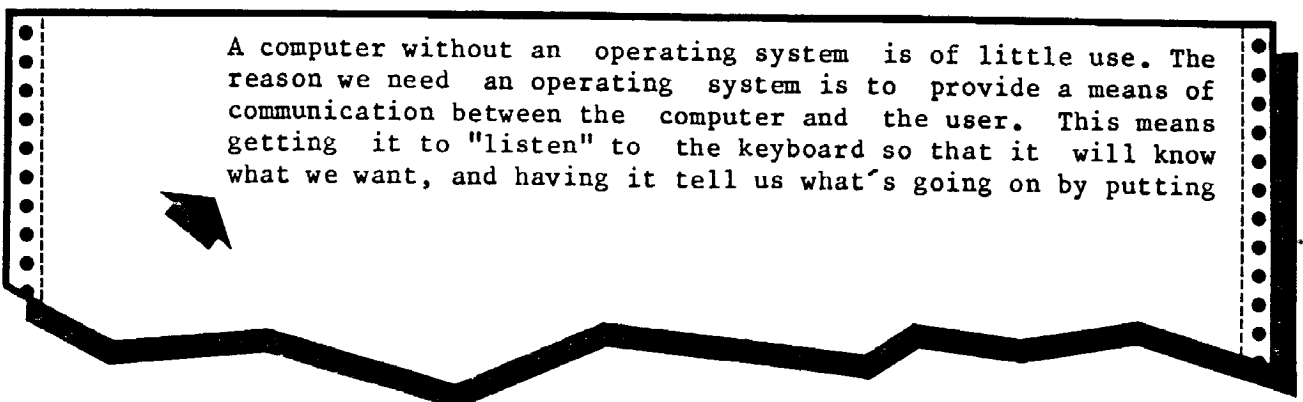 A computer without an  operating system  is of little use. The
reason we need  an operating  system is to  provide a means of
communication between the  computer and  the user.  This means
getting  it to "listen" to  the keyboard so that it  will know
what we want, and having it tell us what´s going on by putting